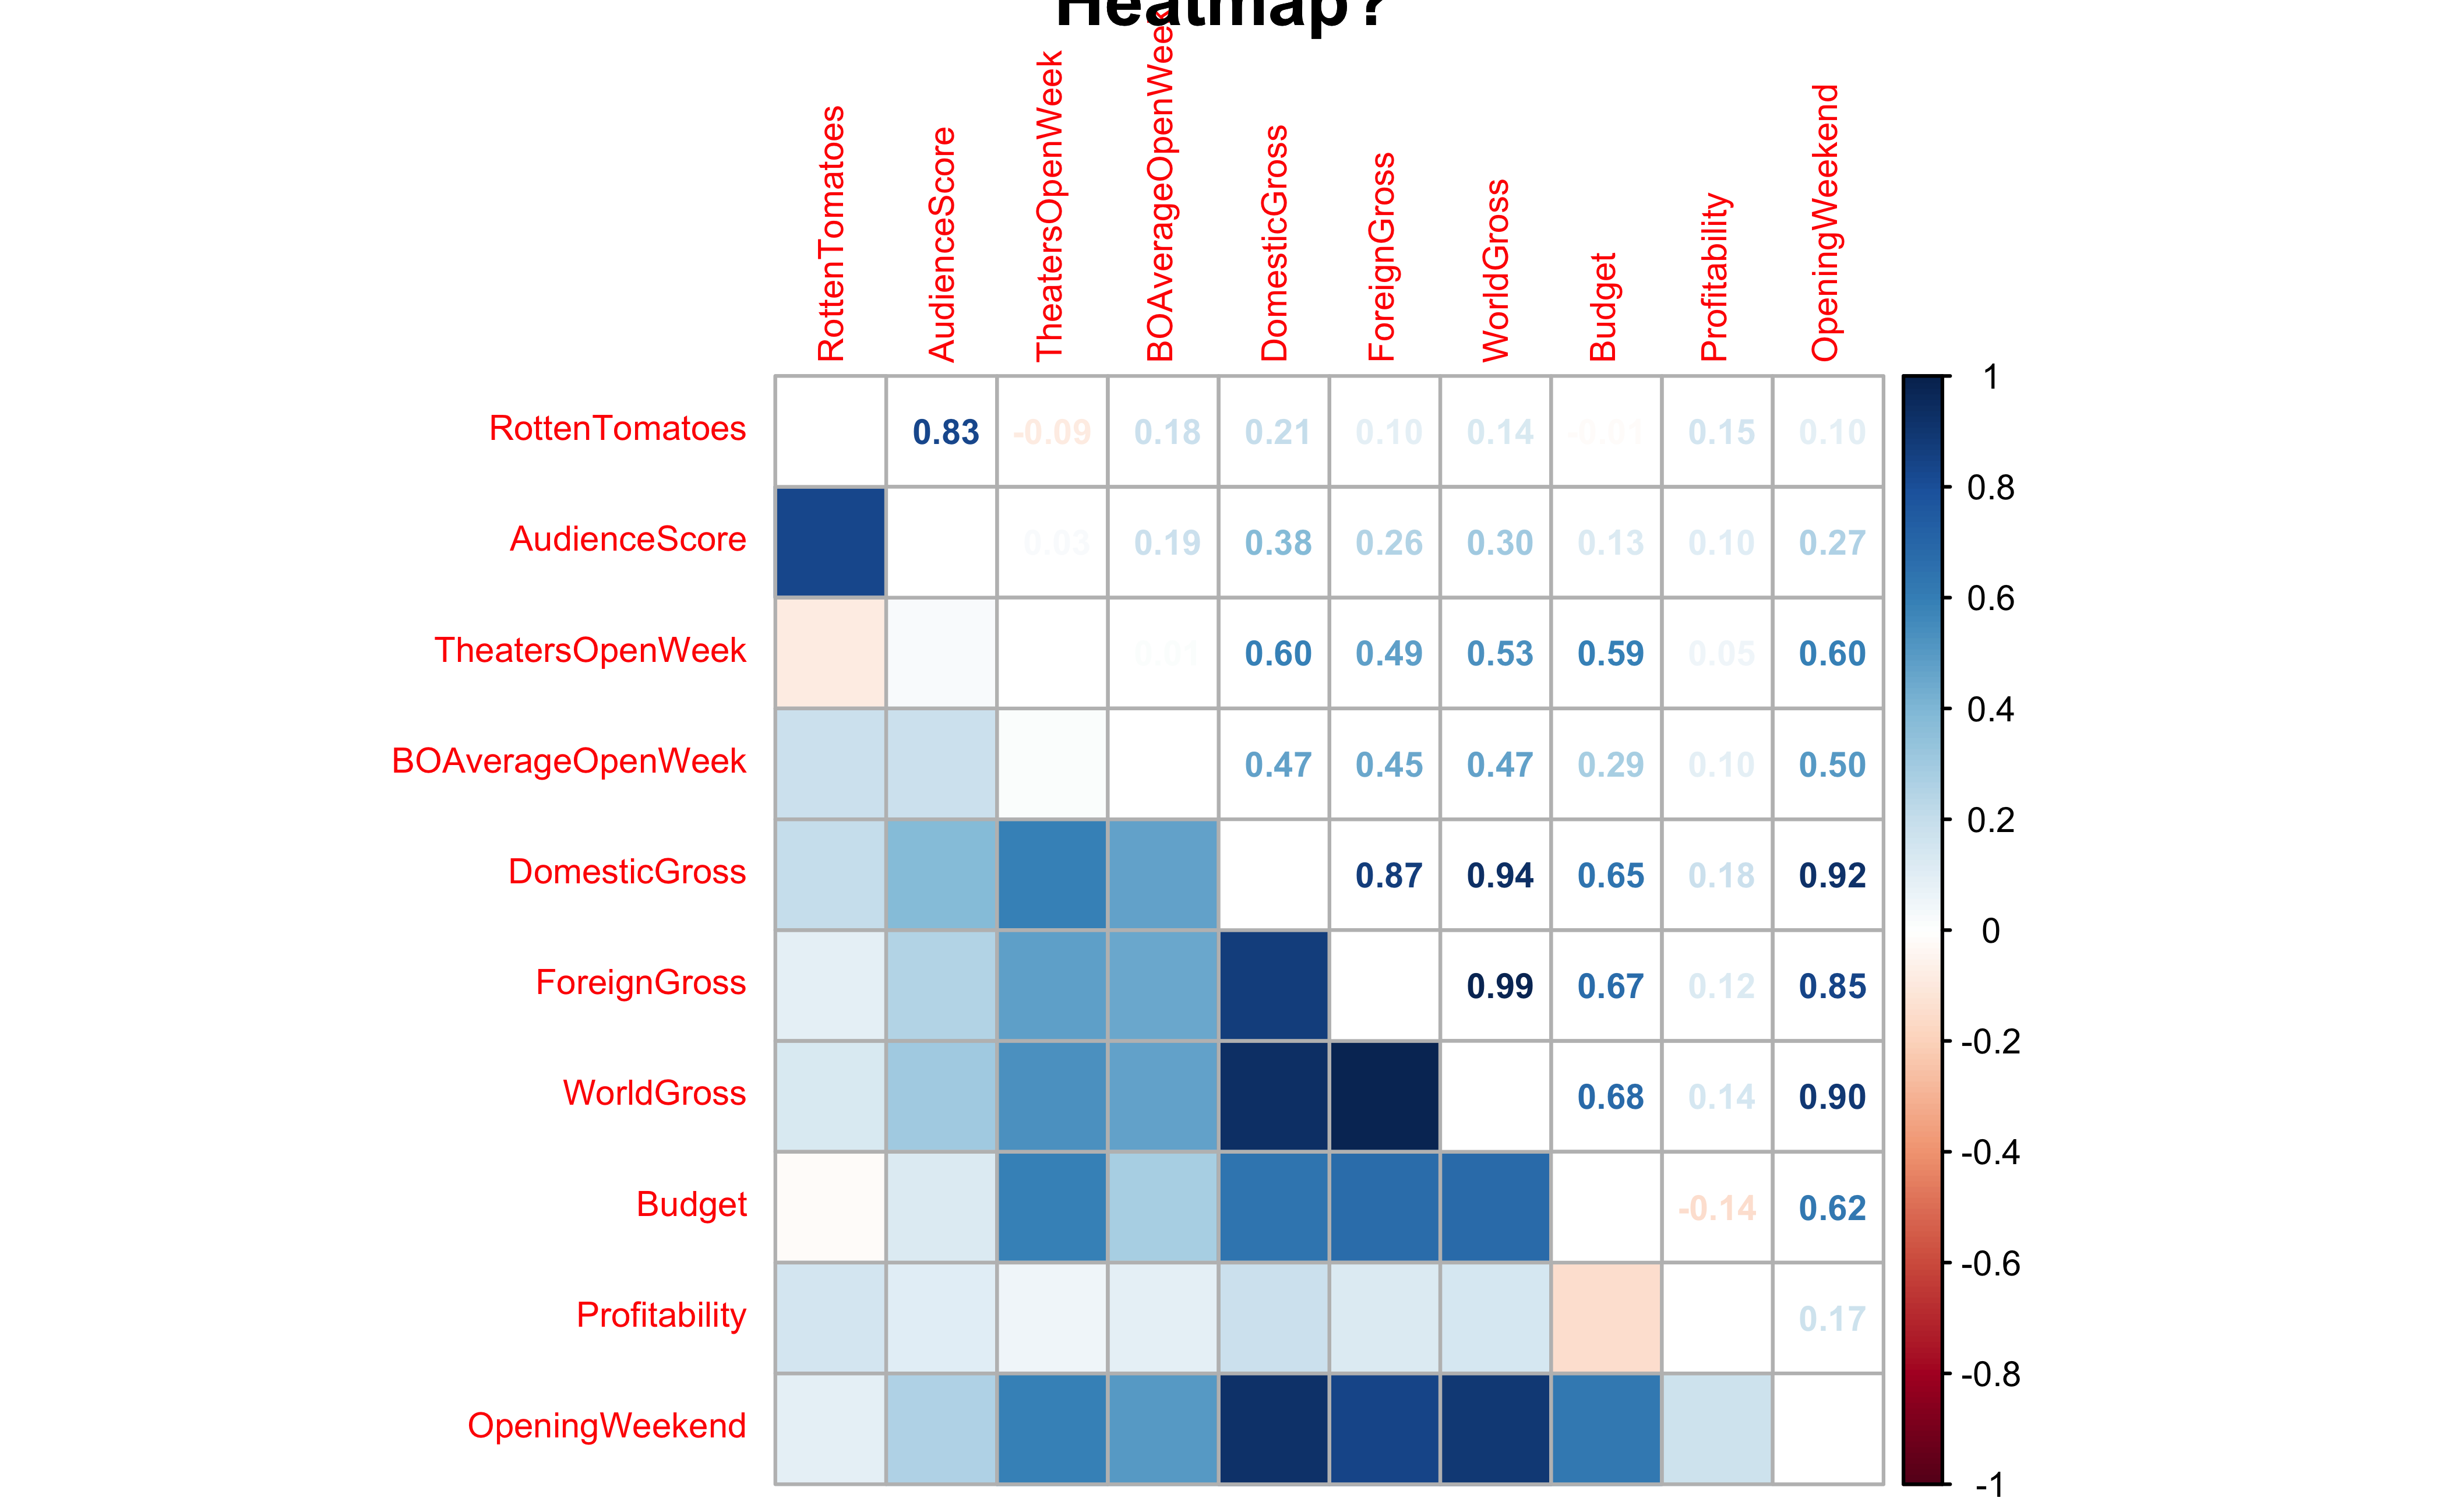 Heatmap?
RottenTomatoes AudienceScore TheatersOpenWeek BOAverageOpenWeek DomesticGross ForeignGross WorldGross Budget Profitability OpeningWeekend
RottenTomatoes 0.83 -0.09 0.18 0.21 0.10 0.14 -0.01 0.15 0.10
AudienceScore 0.03 0.19 0.38 0.26 0.30 0.13 0.10 0.27
TheatersOpenWeek 0.01 0.60 0.49 0.53 0.59 0.05 0.60
BOAverageOpenWeek 0.47 0.45 0.47 0.29 0.10 0.50
DomesticGross 0.87 0.94 0.65 0.18 0.92
ForeignGross 0.99 0.67 0.12 0.85
WorldGross 0.68 0.14 0.90
Budget -0.14 0.62
Profitability 0.17
OpeningWeekend
1
0.8
0.6
0.4
0.2
0
-0.2
-0.4
-0.6
-0.8
-1